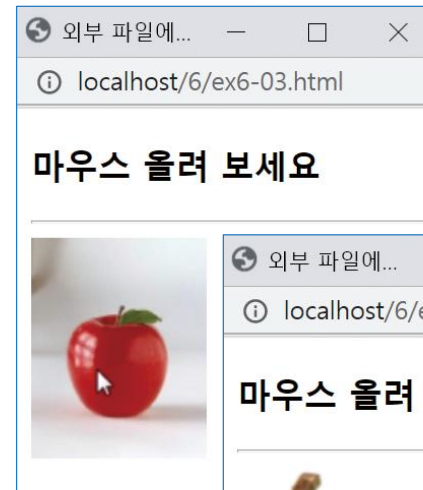 외부 파일에...
localhost/6/ex6-03.html
마우스 올려 보세요
외부 파일에...
localhost/6/e
마우스 올려